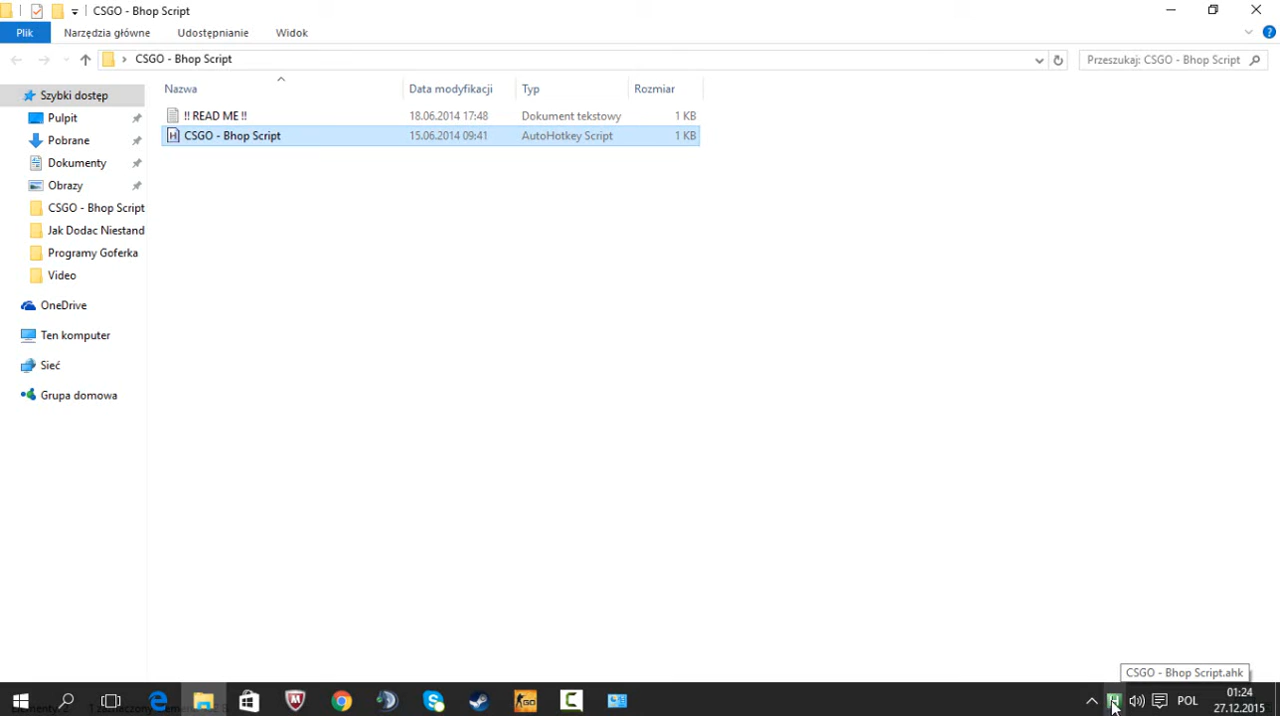 CSGO - Bhop Script
Plik Narzędzia główne Udostępnianie Widok
CSGO - Bhop Script
Przeszukaj: CSGO - Bhop Script
Nazwa Data modyfikacji Typ Rozmiar
!! READ ME !! 18.06.2014 17:48 Dokument tekstowy 1 KB
CSGO - Bhop Script 15.06.2014 09:41 AutoHotkey Script 1 KB
Szybki dostęp
Pulpit
Pobrane
Dokumenty
Obrazy
CSGO - Bhop Script
Jak Dodac Niestand
Programy Goferka
Video
OneDrive
Ten komputer
Sieć
Grupa domowa
CSGO - Bhop Script.ahk
POL
01:24
27.12.2015